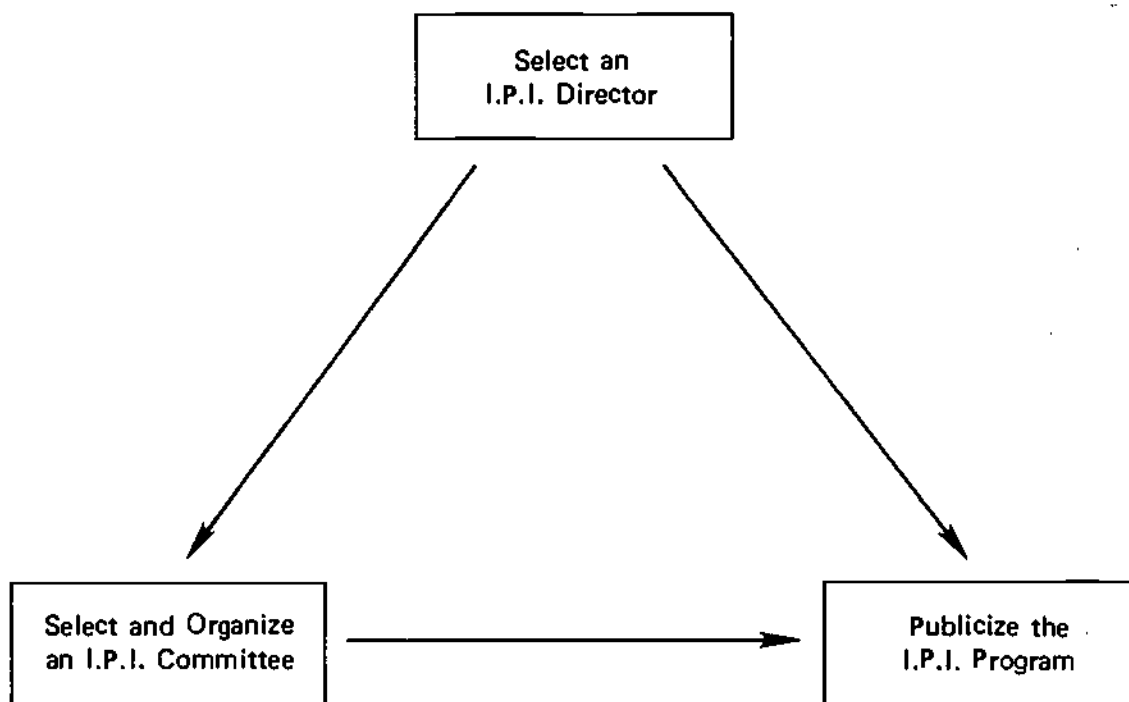 Select an
I.P.I. Director
Select and Organize
an I.P.I. Committee
Publicize the
I.P.I. Program